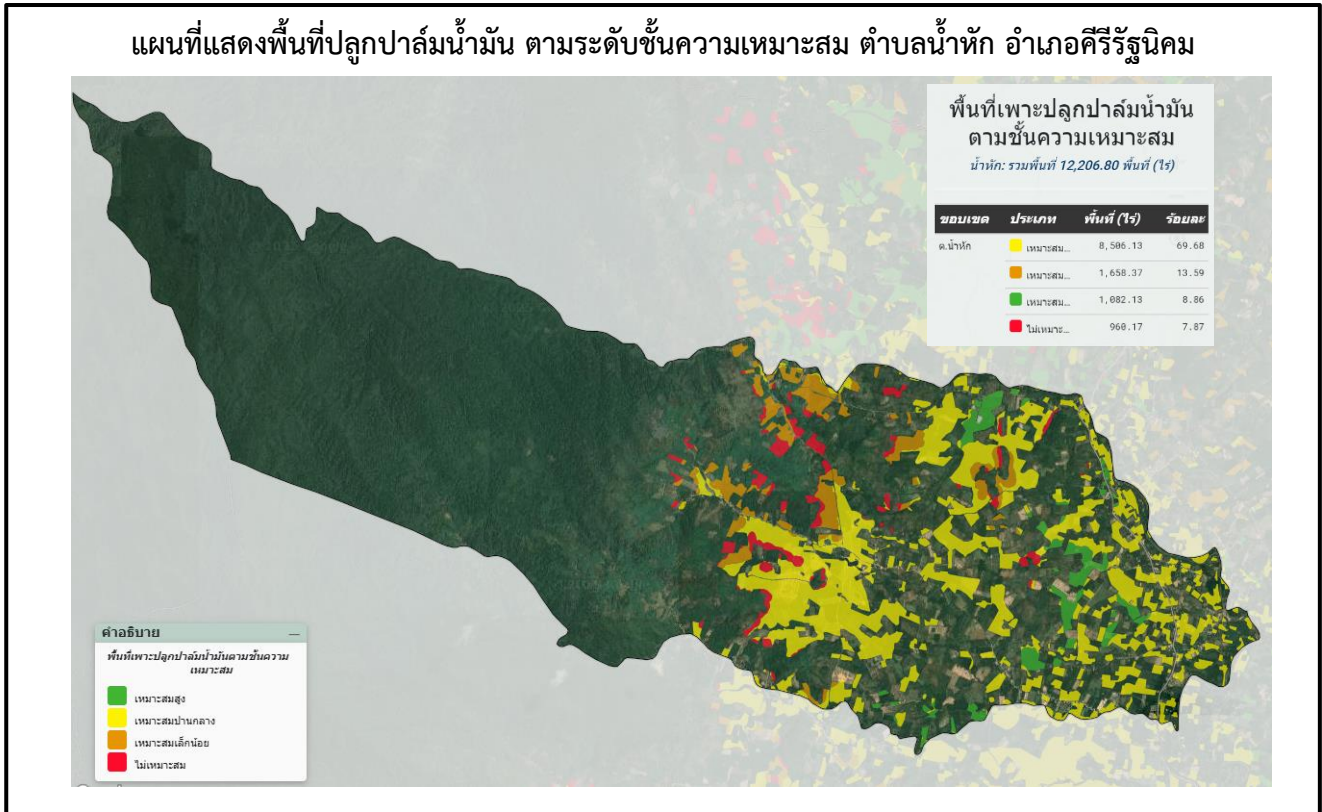 แผนที่แสดงพื้นที่ปลูกปาล์มน้ำมัน ตามระดับชั้นความเหมาะสม ตำบลน้ำหัก อำเภอคีรีรัฐนิคม
พื้นที่เพาะปลูกปาล์มน้ำมัน
ตามชั้นความเหมาะสม
น้ำหัก: รวมพื้นที่ 12,206.80 พื้นที่ (ไร่)
ขอบเขต ประเภท พื้นที่ (ไร่) ร้อยละ
ต.น้ำหัก เหมาะสม... 8,506.13 69.68
เหมาะสม... 1,658.37 13.59
เหมาะสม... 1,082.13 8.86
ไม่เหมาะ... 960.17 7.87
คำอธิบาย
พื้นที่เพาะปลูกปาล์มน้ำมันตามชั้นความ
เหมาะสม
เหมาะสมสูง
เหมาะสมปานกลาง
เหมาะสมเล็กน้อย
ไม่เหมาะสม